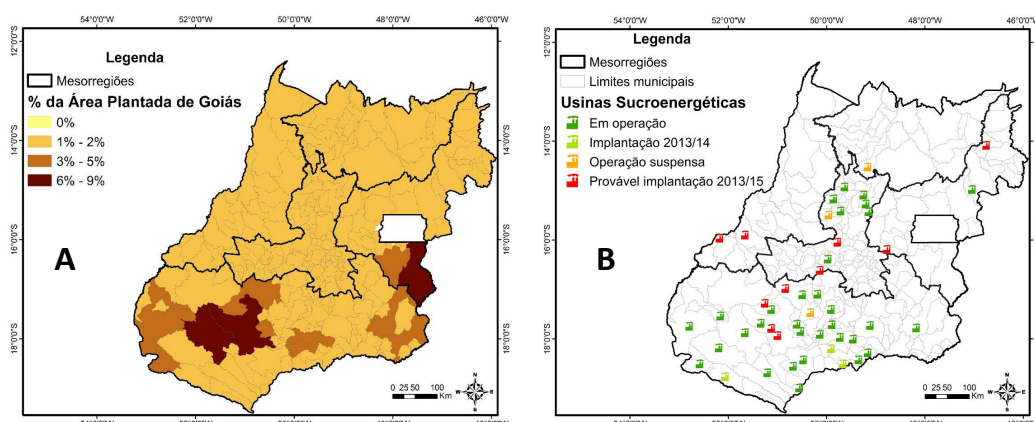 54°0'0"O 52°0'0"O 50°0'0"O 48°0'0"O 46°0'0"O
12°0'0"S
14°0'0"S
16°0'0"S
18°0'0"S
Legenda
Mesorregiões
% da Área Plantada de Goiás
0%
1% - 2%
3% - 5%
6% - 9%
A
N
W E
S
0 25 50 100
Km
54°0'0"O 52°0'0"O 50°0'0"O 48°0'0"O 46°0'0"O
12°0'0"S
14°0'0"S
16°0'0"S
18°0'0"S
Legenda
Mesorregiões
Limites municipais
Usinas Sucroenergéticas
Em operação
Implantação 2013/14
Operação suspensa
Provável implantação 2013/15
B
N
W E
S
0 25 50 100
Km